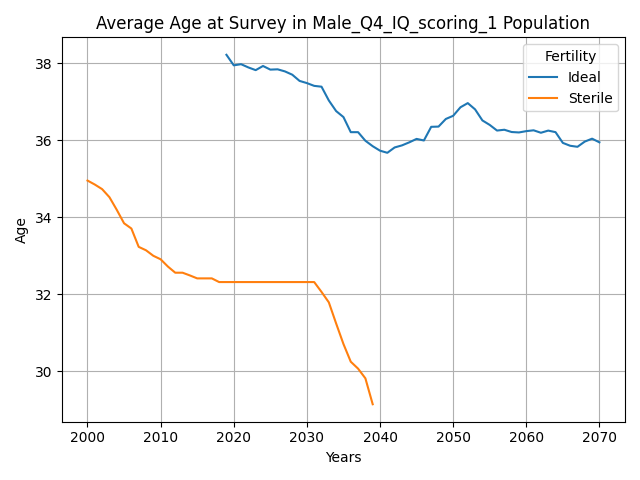 Average Age at Survey in Male_Q4_IQ_scoring_1 Population
Fertility
Ideal
Sterile
38
36
34
32
30
Age
2000 2010 2020 2030 2040 2050 2060 2070
Years